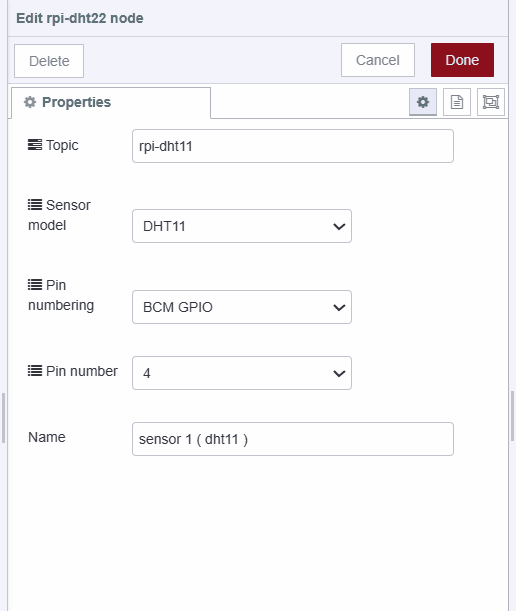 Edit rpi-dht22 node
Delete
Cancel
Done
Properties
Topic
rpi-dht11
Sensor
model
DHT11
Pin
numbering
BCM GPIO
Pin number
4
Name
sensor 1 ( dht11 )